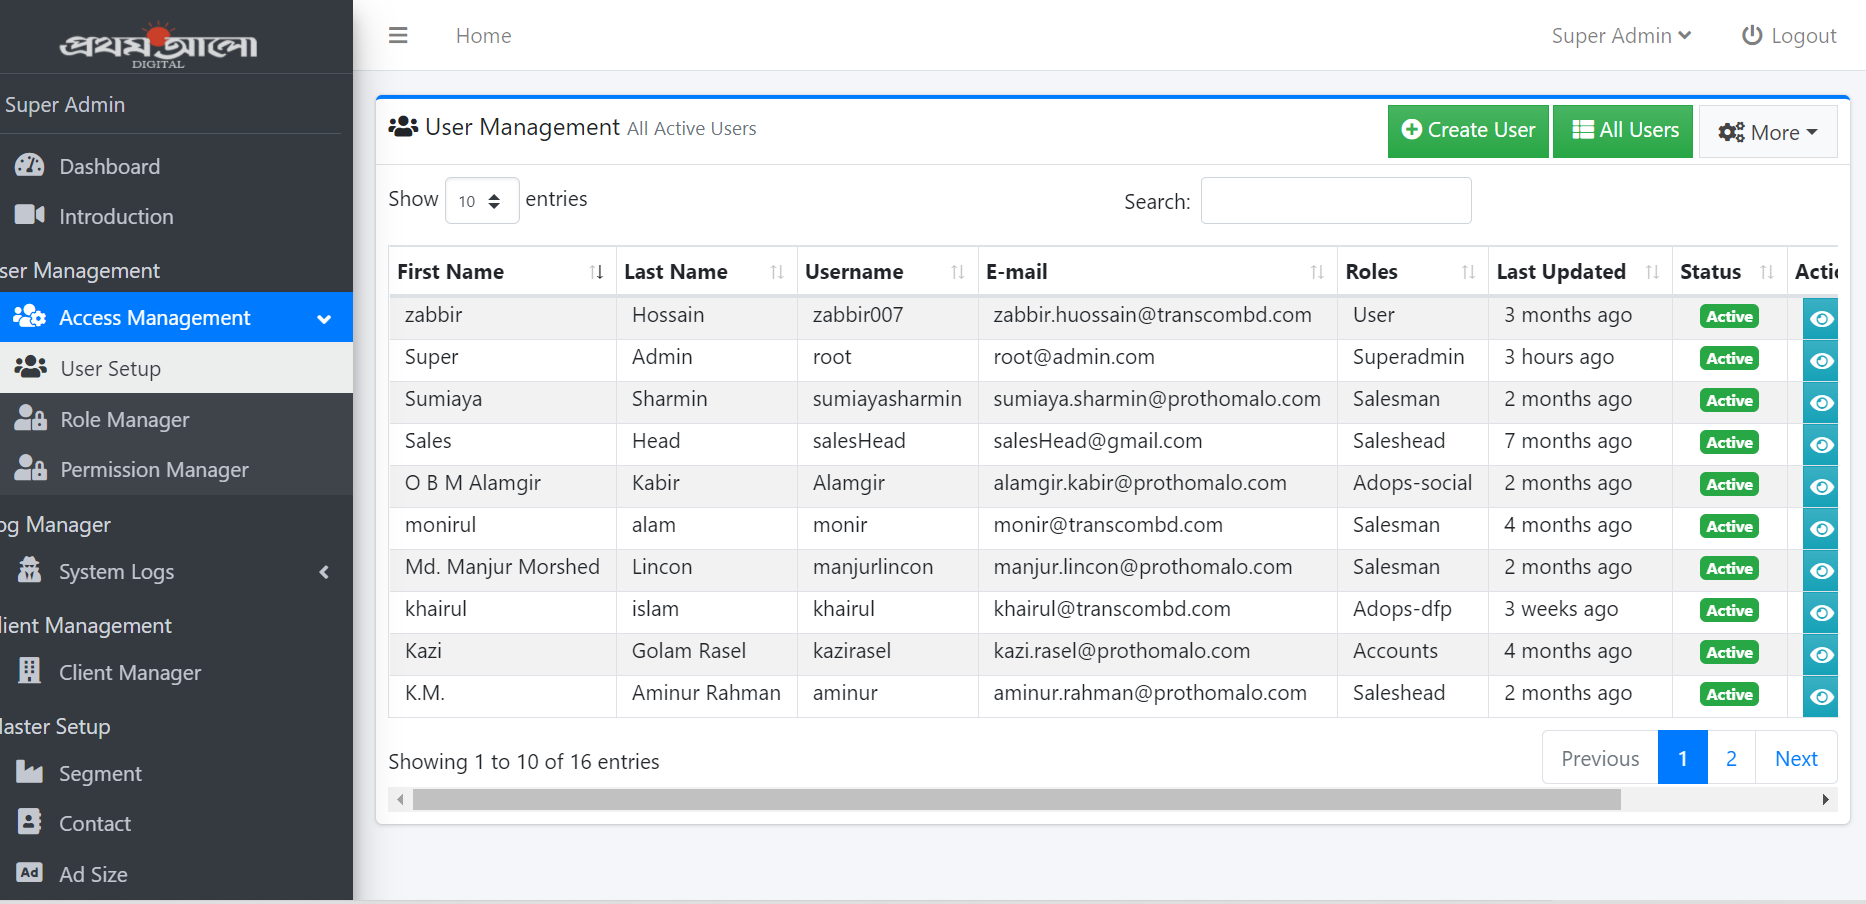 প্রথম আলো
DIGITAL
Super Admin
Dashboard
Introduction
ser Management
Access Management
User Setup
Role Manager
Permission Manager
og Manager
System Logs
lient Management
Client Manager
laster Setup
Segment
Contact
Ad Ad Size
Home
Super Admin
Logout
User Management All Active Users
Create User
All Users
More
Show 10 entries
Search:
First Name Last Name Username E-mail Roles Last Updated Status Actic
zabbir Hossain zabbir007 zabbir.huossain@transcombd.com User 3 months ago Active
Super Admin root root@admin.com Superadmin 3 hours ago Active
Sumiaya Sharmin sumiayasharmin sumiaya.sharmin@prothomalo.com Salesman 2 months ago Active
Sales Head salesHead salesHead@gmail.com Saleshead 7 months ago Active
O B M Alamgir Kabir Alamgir alamgir.kabir@prothomalo.com Adops-social 2 months ago Active
monirul alam monir monir@transcombd.com Salesman 4 months ago Active
Md. Manjur Morshed Lincon manjurlincon manjur.lincon@prothomalo.com Salesman 2 months ago Active
khairul islam khairul khairul@transcombd.com Adops-dfp 3 weeks ago Active
Kazi Golam Rasel kazirasel kazi.rasel@prothomalo.com Accounts 4 months ago Active
K.M. Aminur Rahman aminur aminur.rahman@prothomalo.com Saleshead 2 months ago Active
Showing 1 to 10 of 16 entries
Previous 1 2 Next